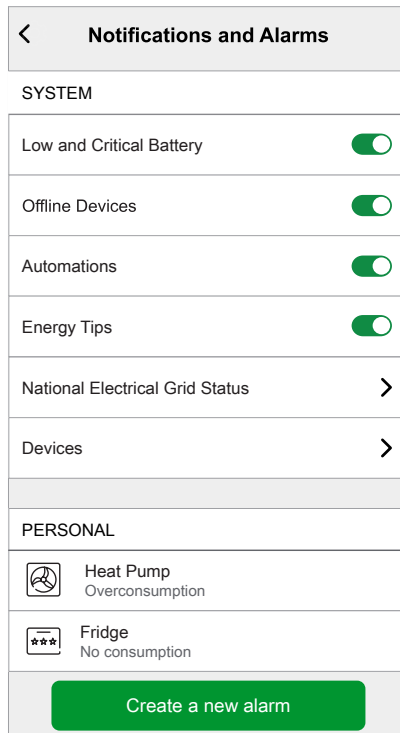 Notifications and Alarms
SYSTEM
Low and Critical Battery
Offline Devices
Automations
Energy Tips
National Electrical Grid Status
Devices
PERSONAL
Heat Pump
Overconsumption
Fridge
No consumption
Create a new alarm